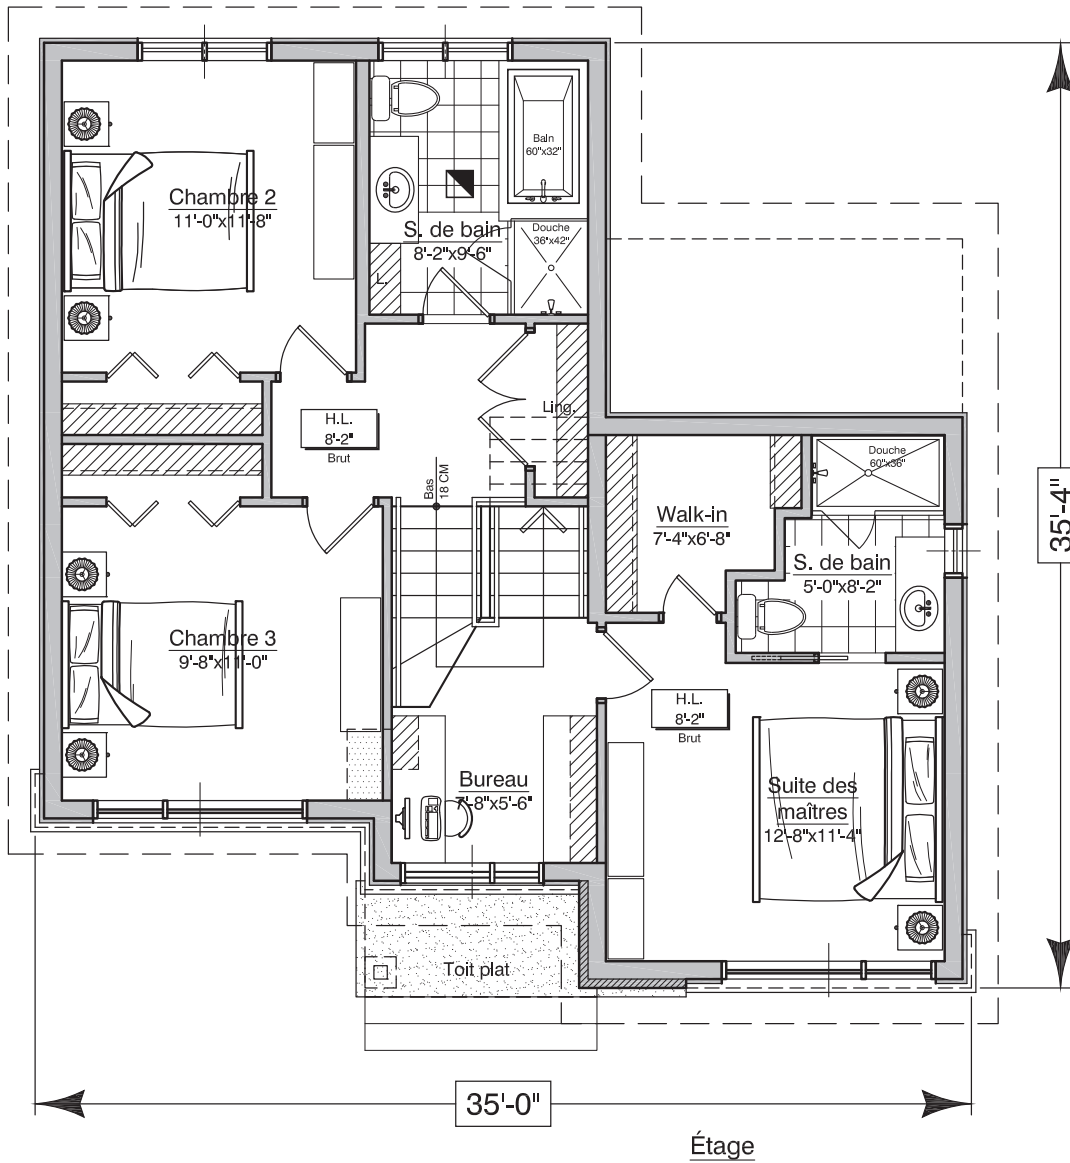 Bain
60"x32"
Chambre 2
11'-0"x11'-8"
S. de bain
8'-2"x9'-6"
Douche
36"x42"
L.
H.L.
8'-2"
Brut
Ling.
Bas
18 CM
Walk-in
7'-4"x6'-8"
Douche
60"x36"
S. de bain
5'-0"x8'-2"
Chambre 3
9'-8"x11'-0"
H.L.
8'-2"
Brut
Bureau
7'-8"x5'-6"
Suite des
maîtres
12'-8"x11'-4"
Toit plat
35'-4"
35'-0"
Étage